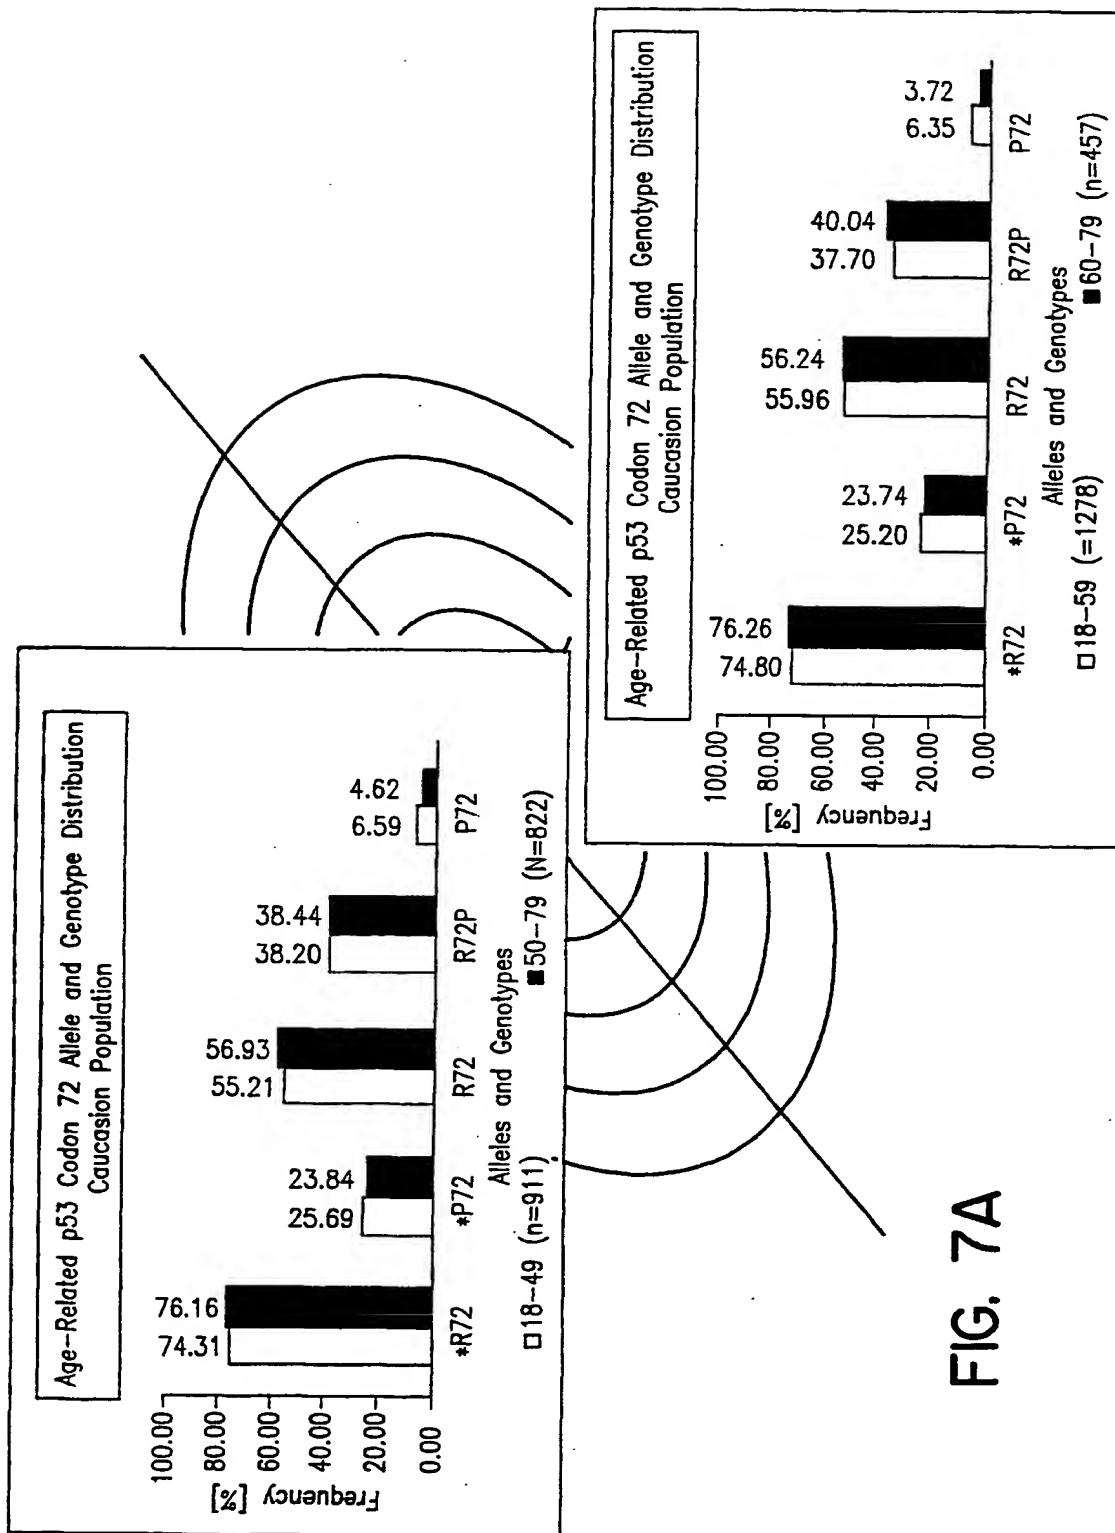 Age-Related p53 Codon 72 Allele and Genotype Distribution
Caucasion Population
Frequency [%]
100.00
80.00
60.00
40.00
20.00
0.00
74.31 76.16
25.69 23.84
55.21 56.93
38.20 38.44
6.59 4.62
*R72 *P72 R72 R72P P72
Alleles and Genotypes
□18-49 (n=911) ■50-79 (N=822)
Age-Related p53 Codon 72 Allele and Genotype Distribution
Caucasion Population
Frequency [%]
100.00
80.00
60.00
40.00
20.00
0.00
74.80 76.26
25.20 23.74
55.96 56.24
37.70 40.04
6.35 3.72
*R72 *P72 R72 R72P P72
Alleles and Genotypes
□18-59 (=1278) ■60-79 (n=457)
FIG. 7A